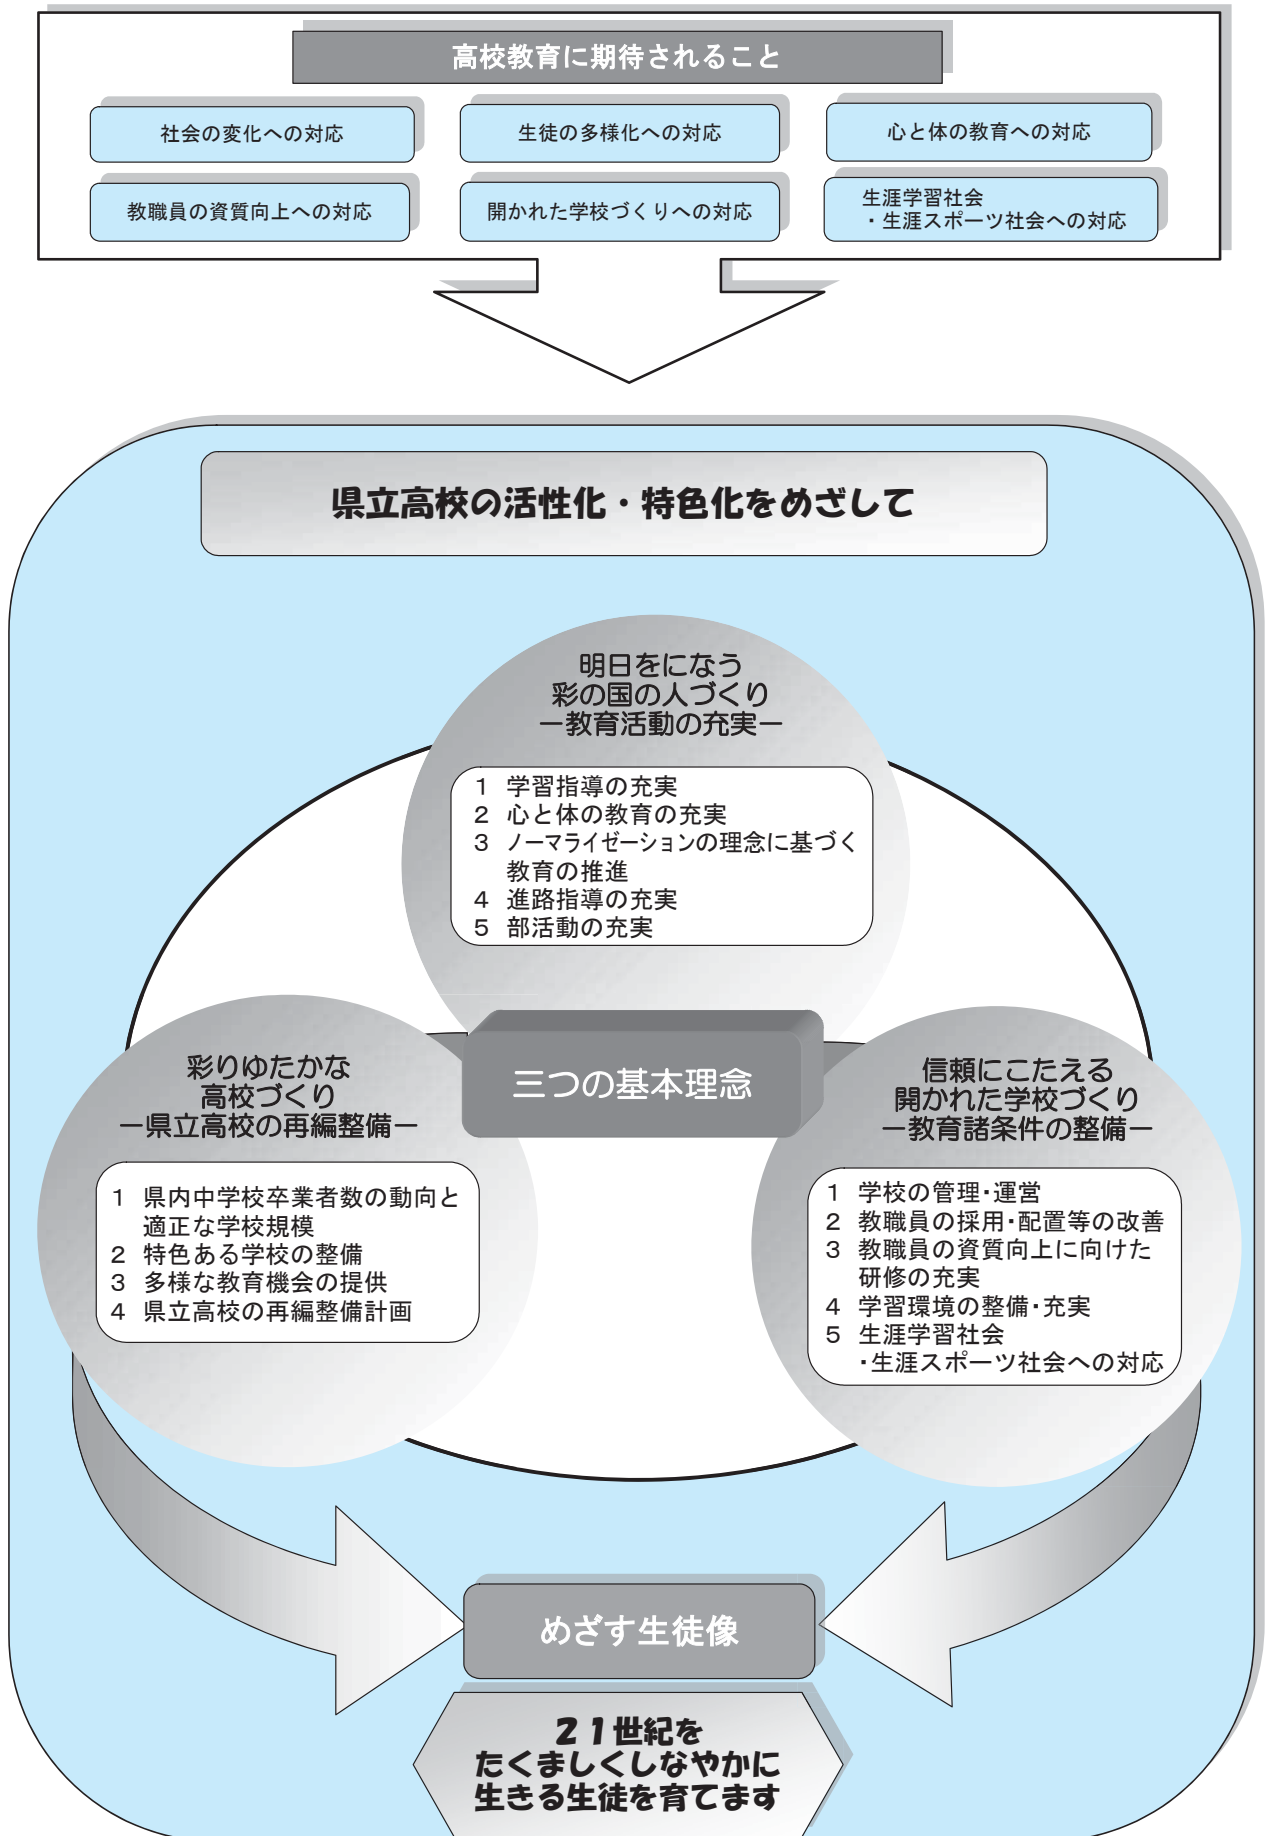 高校教育に期待されること
社会の変化への対応
生徒の多様化への対応
心と体の教育への対応
教職員の資質向上への対応
開かれた学校づくりへの対応
生涯学習社会
・生涯スポーツ社会への対応
県立高校の活性化・特色化をめざして
明日をになう
彩の国の人づくり
－教育活動の充実－
1 学習指導の充実
2 心と体の教育の充実
3 ノーマライゼーションの理念に基づく
教育の推進
4 進路指導の充実
5 部活動の充実
三つの基本理念
彩りゆたかな
高校づくり
－県立高校の再編整備－
1 県内中学校卒業者数の動向と
適正な学校規模
2 特色ある学校の整備
3 多様な教育機会の提供
4 県立高校の再編整備計画
信頼にこたえる
開かれた学校づくり
－教育諸条件の整備－
1 学校の管理・運営
2 教職員の採用・配置等の改善
3 教職員の資質向上に向けた
研修の充実
4 学習環境の整備・充実
5 生涯学習社会
・生涯スポーツ社会への対応
めざす生徒像
２１世紀を
たくましくしなやかに
生きる生徒を育てます